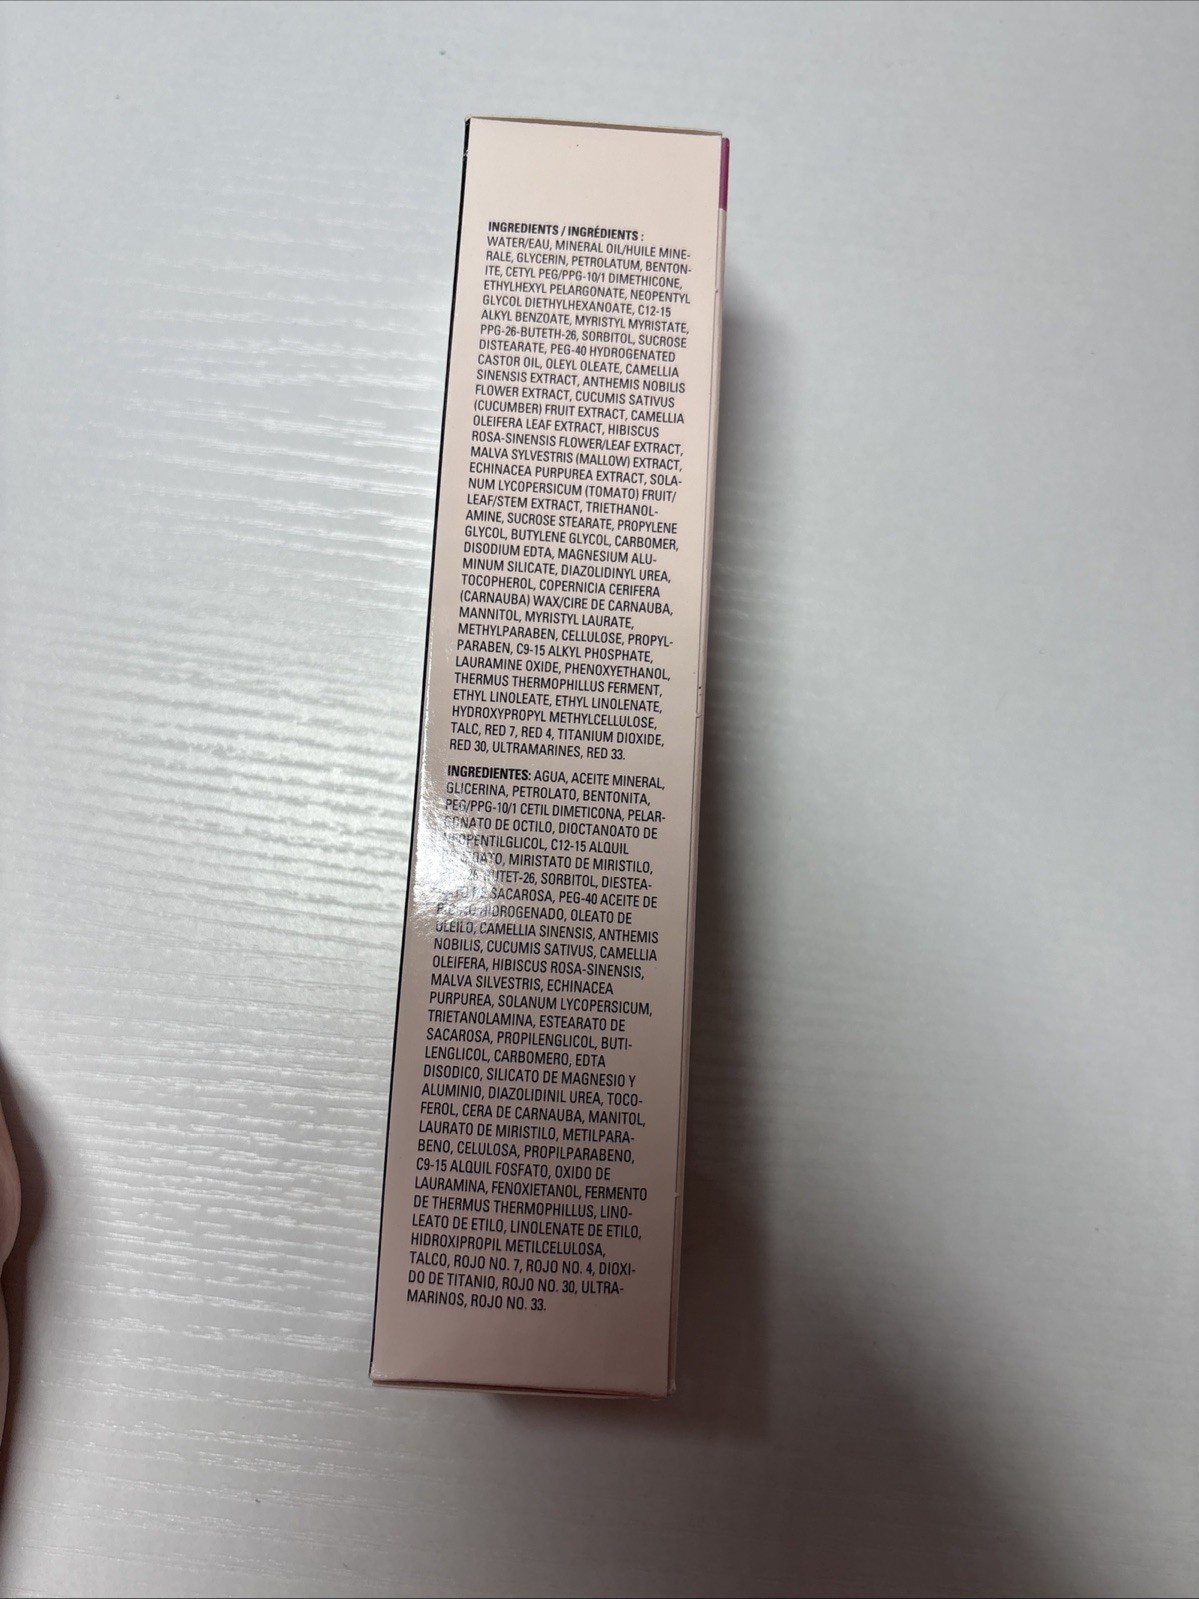 INGREDIENTS / INGRÉDIENTS :
WATER/EAU, MINERAL OIL/HUILE MINE-
RALE, GLYCERIN, PETROLATUM, BENTON-
ITE, CETYL PEG/PPG-10/1 DIMETHICONE,
ETHYLHEXYL PELARGONATE, NEOPENTYL
GLYCOL DIETHYLHEXANOATE, C12-15
ALKYL BENZOATE, MYRISTYL MYRISTATE,
PPG-26-BUTETH-26, SORBITOL, SUCROSE
DISTEARATE, PEG-40 HYDROGENATED
CASTOR OIL, OLEYL OLEATE, CAMELLIA
SINENSIS EXTRACT, ANTHEMIS NOBILIS
FLOWER EXTRACT, CUCUMIS SATIVUS
(CUCUMBER) FRUIT EXTRACT, CAMELLIA
OLEIFERA LEAF EXTRACT, HIBISCUS
ROSA-SINENSIS FLOWER/LEAF EXTRACT,
MALVA SYLVESTRIS (MALLOW) EXTRACT,
ECHINACEA PURPUREA EXTRACT, SOLA-
NUM LYCOPERSICUM (TOMATO) FRUIT/
LEAF/STEM EXTRACT, TRIETHANOL-
AMINE, SUCROSE STEARATE, PROPYLENE
GLYCOL, BUTYLENE GLYCOL, CARBOMER,
DISODIUM EDTA, MAGNESIUM ALU-
MINUM SILICATE, DIAZOLIDINYL UREA,
TOCOPHEROL, COPERNICIA CERIFERA
(CARNAUBA) WAX/CIRE DE CARNAUBA,
MANNITOL, MYRISTYL LAURATE,
METHYLPARABEN, CELLULOSE, PROPYL-
PARABEN, C9-15 ALKYL PHOSPHATE,
LAURAMINE OXIDE, PHENOXYETHANOL,
THERMUS THERMOPHILLUS FERMENT,
ETHYL LINOLEATE, ETHYL LINOLENATE,
HYDROXYPROPYL METHYLCELLULOSE,
TALC, RED 7, RED 4, TITANIUM DIOXIDE,
RED 30, ULTRAMARINES, RED 33.
INGREDIENTES: AGUA, ACEITE MINERAL,
GLICERINA, PETROLATO, BENTONITA,
PEG/PPG-10/1 CETIL DIMETICONA, PELAR-
GONATO DE OCTILO, DIOCTANOATO DE
NEOPENTILGLICOL, C12-15 ALQUIL
MIRISTATO DE MIRISTILO,
SORBITOL, DIESTEA-
SACAROSA, PEG-40 ACEITE DE
HIDROGENADO, OLEATO DE
OLEILO, CAMELLIA SINENSIS, ANTHEMIS
NOBILIS, CUCUMIS SATIVUS, CAMELLIA
OLEIFERA, HIBISCUS ROSA-SINENSIS,
MALVA SILVESTRIS, ECHINACEA
PURPUREA, SOLANUM LYCOPERSICUM,
TRIETANOLAMINA, ESTEARATO DE
SACAROSA, PROPILENGLICOL, BUTI-
LENGLICOL, CARBOMERO, EDTA
DISODICO, SILICATO DE MAGNESIO Y
ALUMINIO, DIAZOLIDINIL UREA, TOCO-
FEROL, CERA DE CARNAUBA, MANITOL,
LAURATO DE MIRISTILO, METILPARA-
BENO, CELULOSA, PROPILPARABENO,
C9-15 ALQUIL FOSFATO, OXIDO DE
LAURAMINA, FENOXIETANOL, FERMENTO
DE THERMUS THERMOPHILLUS, LINO-
LEATO DE ETILO, LINOLENATE DE ETILO,
HIDROXIPROPIL METILCELULOSA,
TALCO, ROJO NO. 7, ROJO NO. 4, DIOXI-
DO DE TITANIO, ROJO NO. 30, ULTRA-
MARINOS, ROJO NO. 33.